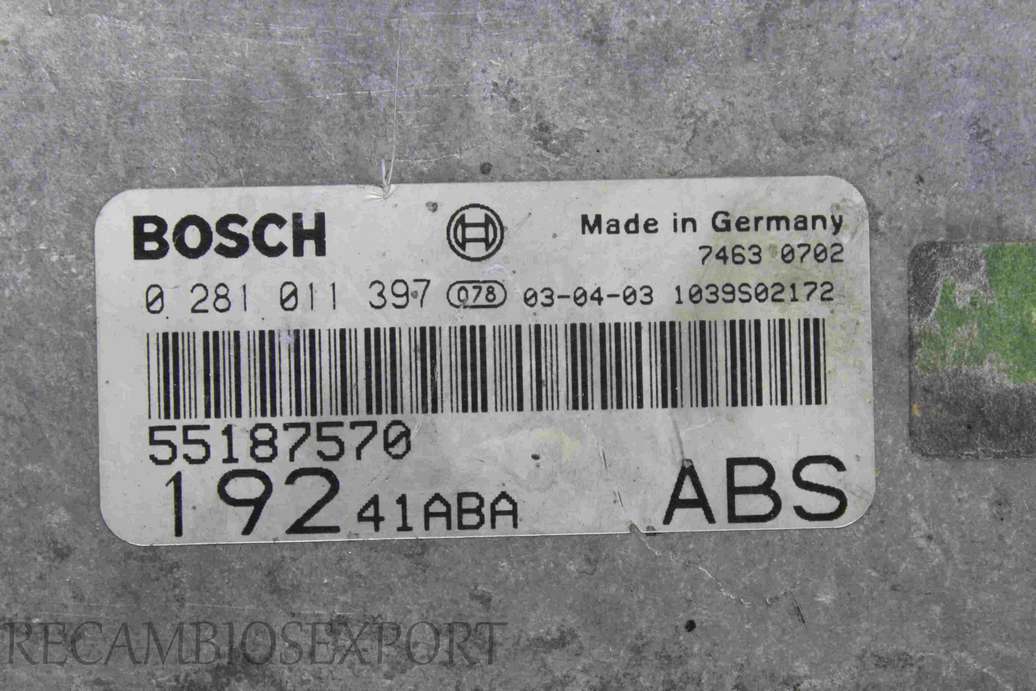 BOSCH
Made in Germany
7463 0702
0 281 011 397 078 03-04-03 1039S02172
55187570
192 41ABA ABS
RECAMBIOSEXPORT